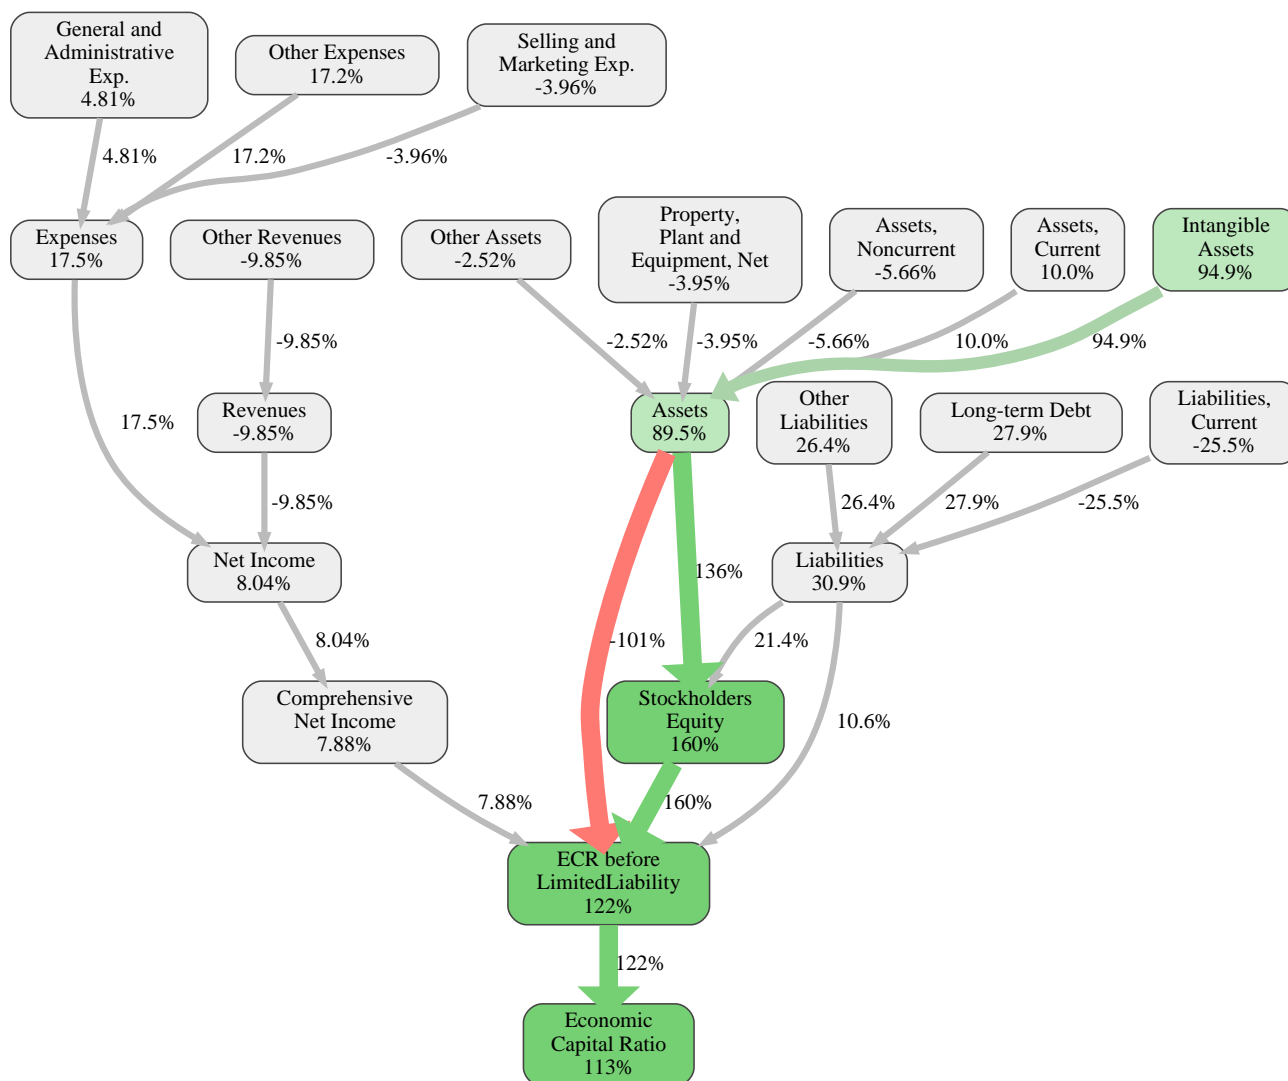 General and
Administrative
Exp.
4.81%
Other Expenses
17.2%
Selling and
Marketing Exp.
-3.96%
4.81%
17.2%
-3.96%
Expenses
17.5%
Other Revenues
-9.85%
Other Assets
-2.52%
Property,
Plant and
Equipment, Net
-3.95%
Assets,
Noncurrent
-5.66%
Assets,
Current
10.0%
Intangible
Assets
94.9%
-9.85%
-2.52%
-3.95%
-5.66%
10.0%
94.9%
17.5%
Revenues
-9.85%
Assets
89.5%
Other
Liabilities
26.4%
Long-term Debt
27.9%
Liabilities,
Current
-25.5%
-9.85%
26.4%
27.9%
-25.5%
Net Income
8.04%
136%
Liabilities
30.9%
8.04%
-101%
21.4%
Comprehensive
Net Income
7.88%
Stockholders
Equity
160%
10.6%
7.88%
160%
ECR before
LimitedLiability
122%
122%
Economic
Capital Ratio
113%